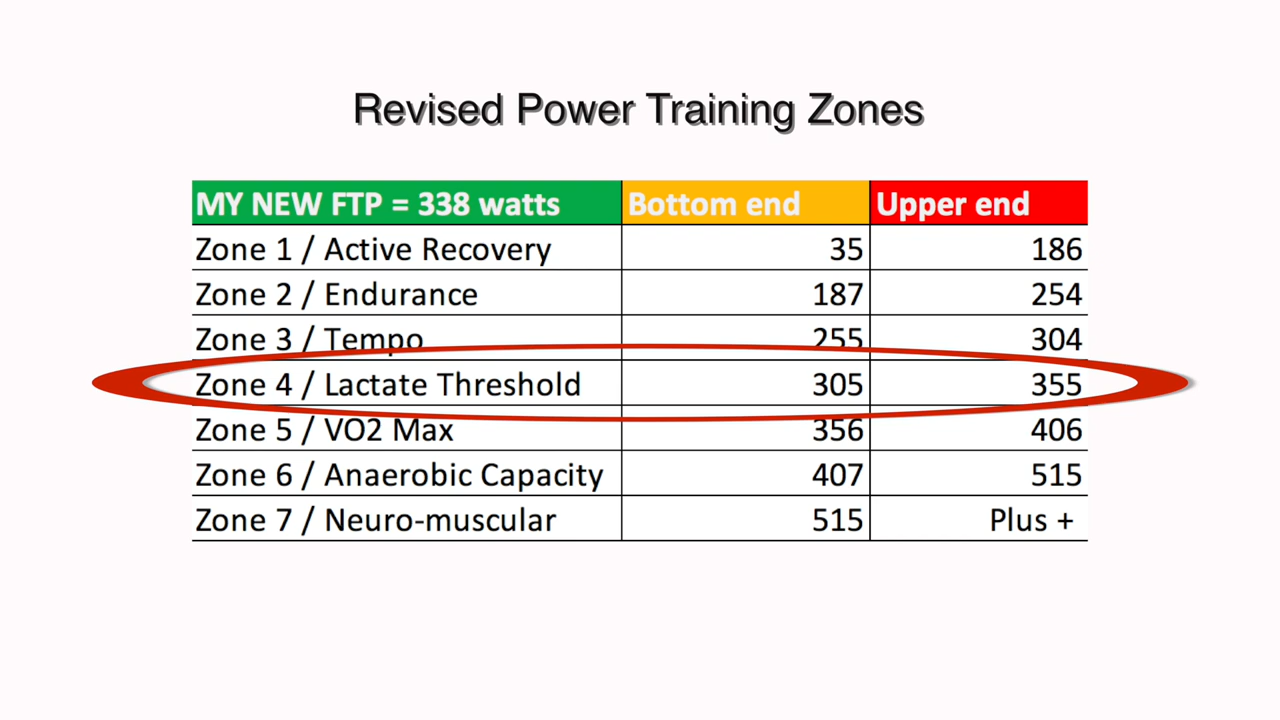 Revised Power Training Zones
MY NEW FTP = 338 watts Bottom end Upper end
Zone 1 / Active Recovery 35 186
Zone 2 / Endurance 187 254
Zone 3 / Tempo 255 304
Zone 4 / Lactate Threshold 305 355
Zone 5 / VO2 Max 356 406
Zone 6 / Anaerobic Capacity 407 515
Zone 7 / Neuro-muscular 515 Plus +